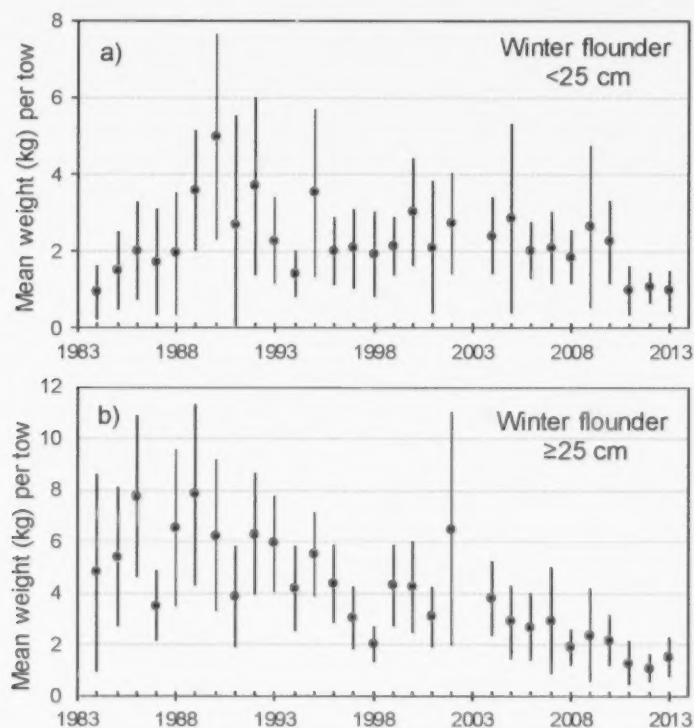 a)
Winter flounder
<25 cm
Mean weight (kg) per tow
8
6
4
2
0
1983 1988 1993 1998 2003 2008 2013
b)
Winter flounder
≥25 cm
Mean weight (kg) per tow
12
10
8
6
4
2
0
1983 1988 1993 1998 2003 2008 2013